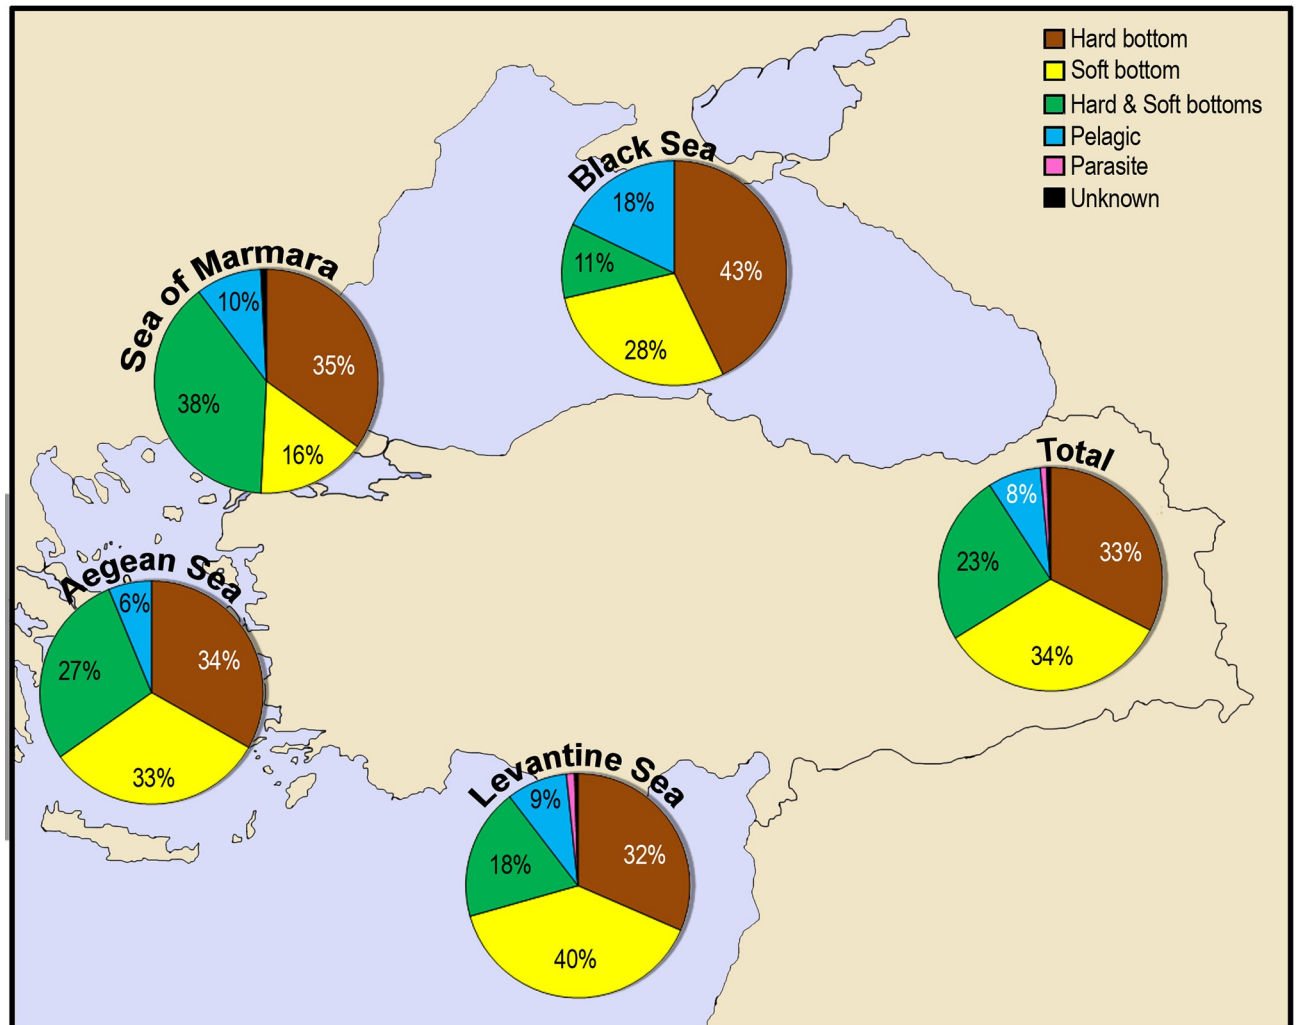 Hard bottom
Soft bottom
Hard & Soft bottoms
Pelagic
Parasite
Unknown
Black Sea
18%
43%
11%
28%
Sea of Marmara
10%
35%
38%
16%
Total
8%
33%
23%
34%
Aegean Sea
6%
34%
27%
33%
Levantine Sea
9%
32%
18%
40%